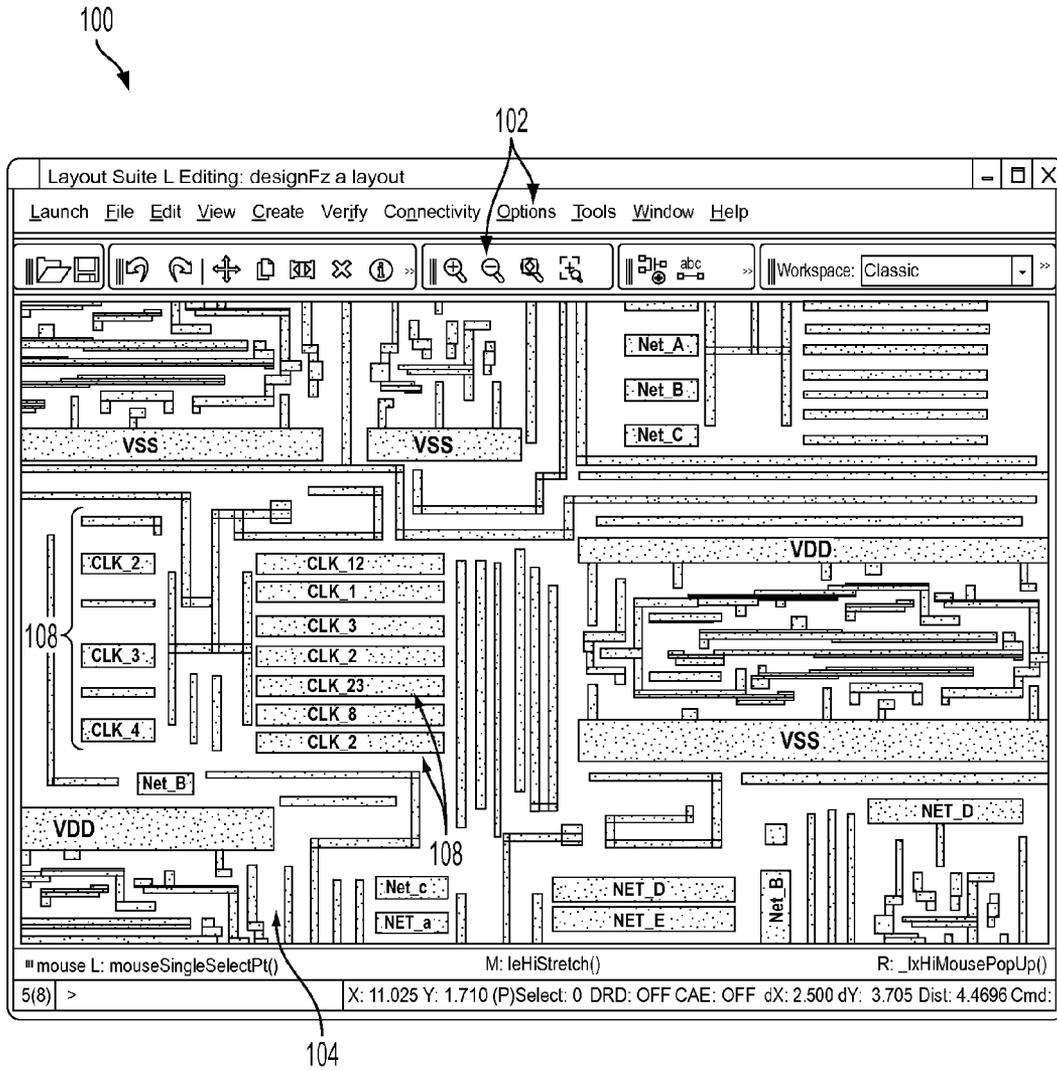 100
102
Layout Suite L Editing: designFz a layout
Launch File Edit View Create Verify Connectivity Options Tools Window Help
abc
Workspace: Classic
Net_A
Net_B
Net_C
VSS
VSS
VDD
CLK_2
CLK_3
CLK_4
108
CLK_12
CLK_1
CLK_3
CLK_2
CLK_23
CLK_8
CLK_2
VSS
Net_B
VDD
108
NET_D
Net_c
NET_a
NET_D
NET_E
Net_B
mouse L: mouseSingleSelectPt() M: leHiStretch() R: _lxHiMousePopUp()
5(8) > X: 11.025 Y: 1.710 (P)Select: 0 DRD: OFF CAE: OFF dX: 2.500 dY: 3.705 Dist: 4.4696 Cmd:
104